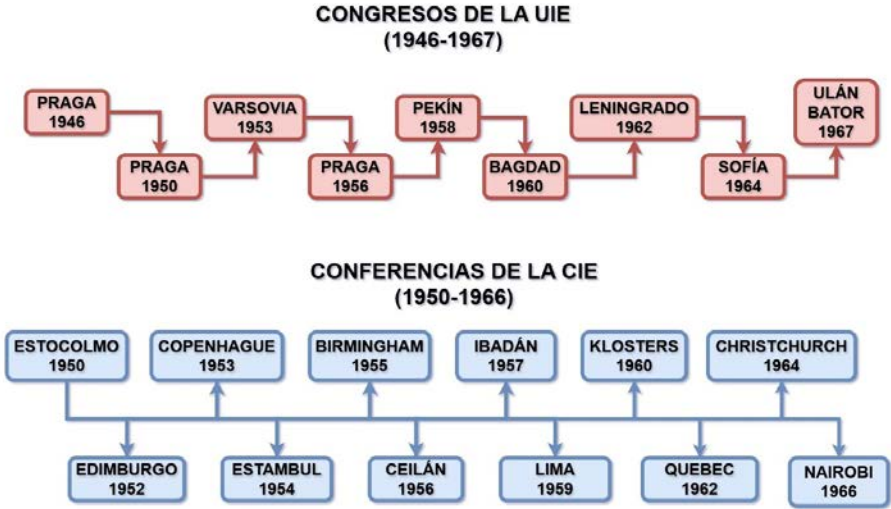 CONGRESOS DE LA UIE
(1946-1967)
PRAGA
1946
PRAGA
1950
VARSOVIA
1953
PRAGA
1956
PEKÍN
1958
BAGDAD
1960
LENINGRADO
1962
SOFÍA
1964
ULÁN
BATOR
1967
CONFERENCIAS DE LA CIE
(1950-1966)
ESTOCOLMO
1950
EDIMBURGO
1952
COPENHAGUE
1953
ESTAMBUL
1954
BIRMINGHAM
1955
CEILÁN
1956
IBADÁN
1957
LIMA
1959
KLOSTERS
1960
QUEBEC
1962
CHRISTCHURCH
1964
NAIROBI
1966